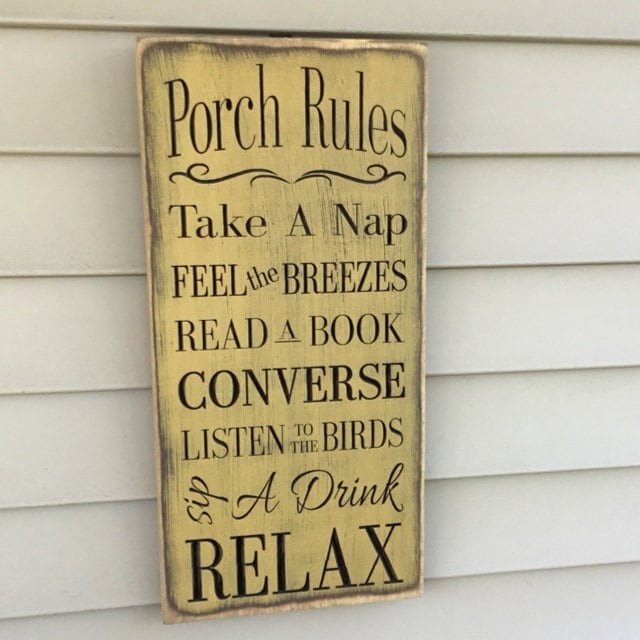 Porch Rules
Take A Nap
FEEL the BREEZES
READ A BOOK
CONVERSE
LISTEN TO THE BIRDS
Sip A Drink
RELAX